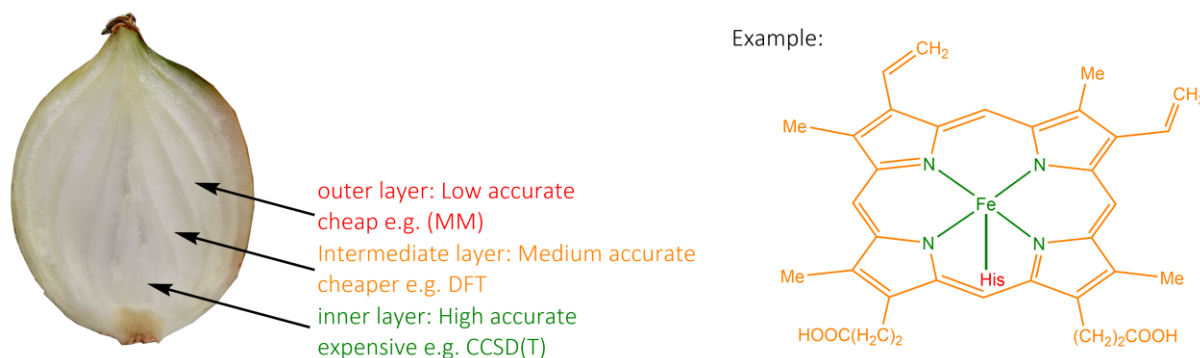 Example:
CH2
Me
Me
CH2
N
N
Fe
N
N
His
Me
Me
HOOC(H2C)2
(CH2)2COOH
outer layer: Low accurate
cheap e.g. (MM)
Intermediate layer: Medium accurate
cheaper e.g. DFT
inner layer: High accurate
expensive e.g. CCSD(T)